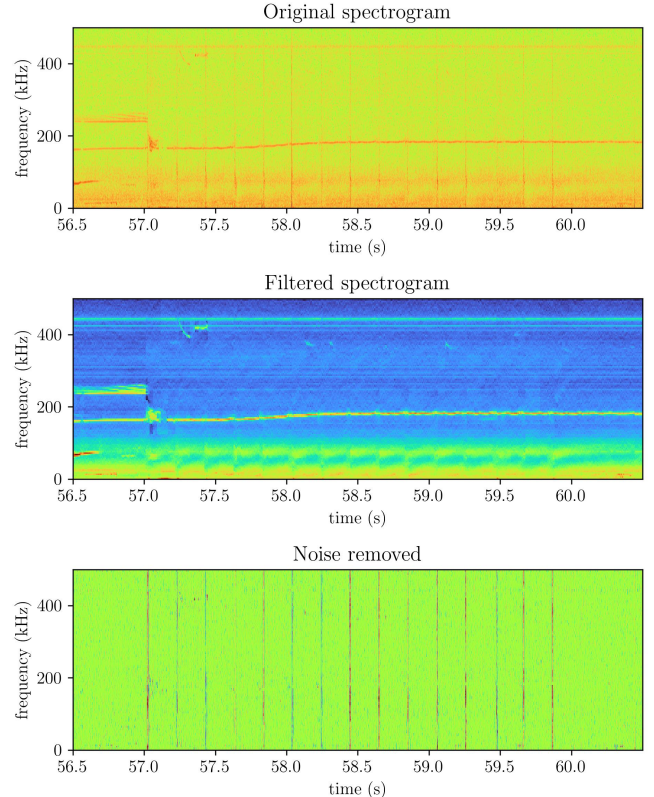 Original spectrogram
400
200
0
frequency (kHz)
56.5 57.0 57.5 58.0 58.5 59.0 59.5 60.0
time (s)
Filtered spectrogram
400
200
0
frequency (kHz)
56.5 57.0 57.5 58.0 58.5 59.0 59.5 60.0
time (s)
Noise removed
400
200
0
frequency (kHz)
56.5 57.0 57.5 58.0 58.5 59.0 59.5 60.0
time (s)